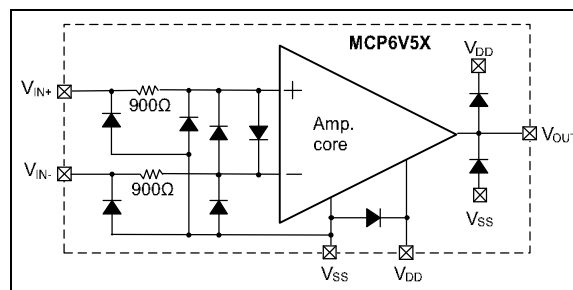 MCP6V5X
V_DD
V_IN+
900Ω
+
Amp.
core
V_OUT
V_IN-
900Ω
−
V_SS
V_SS
V_DD